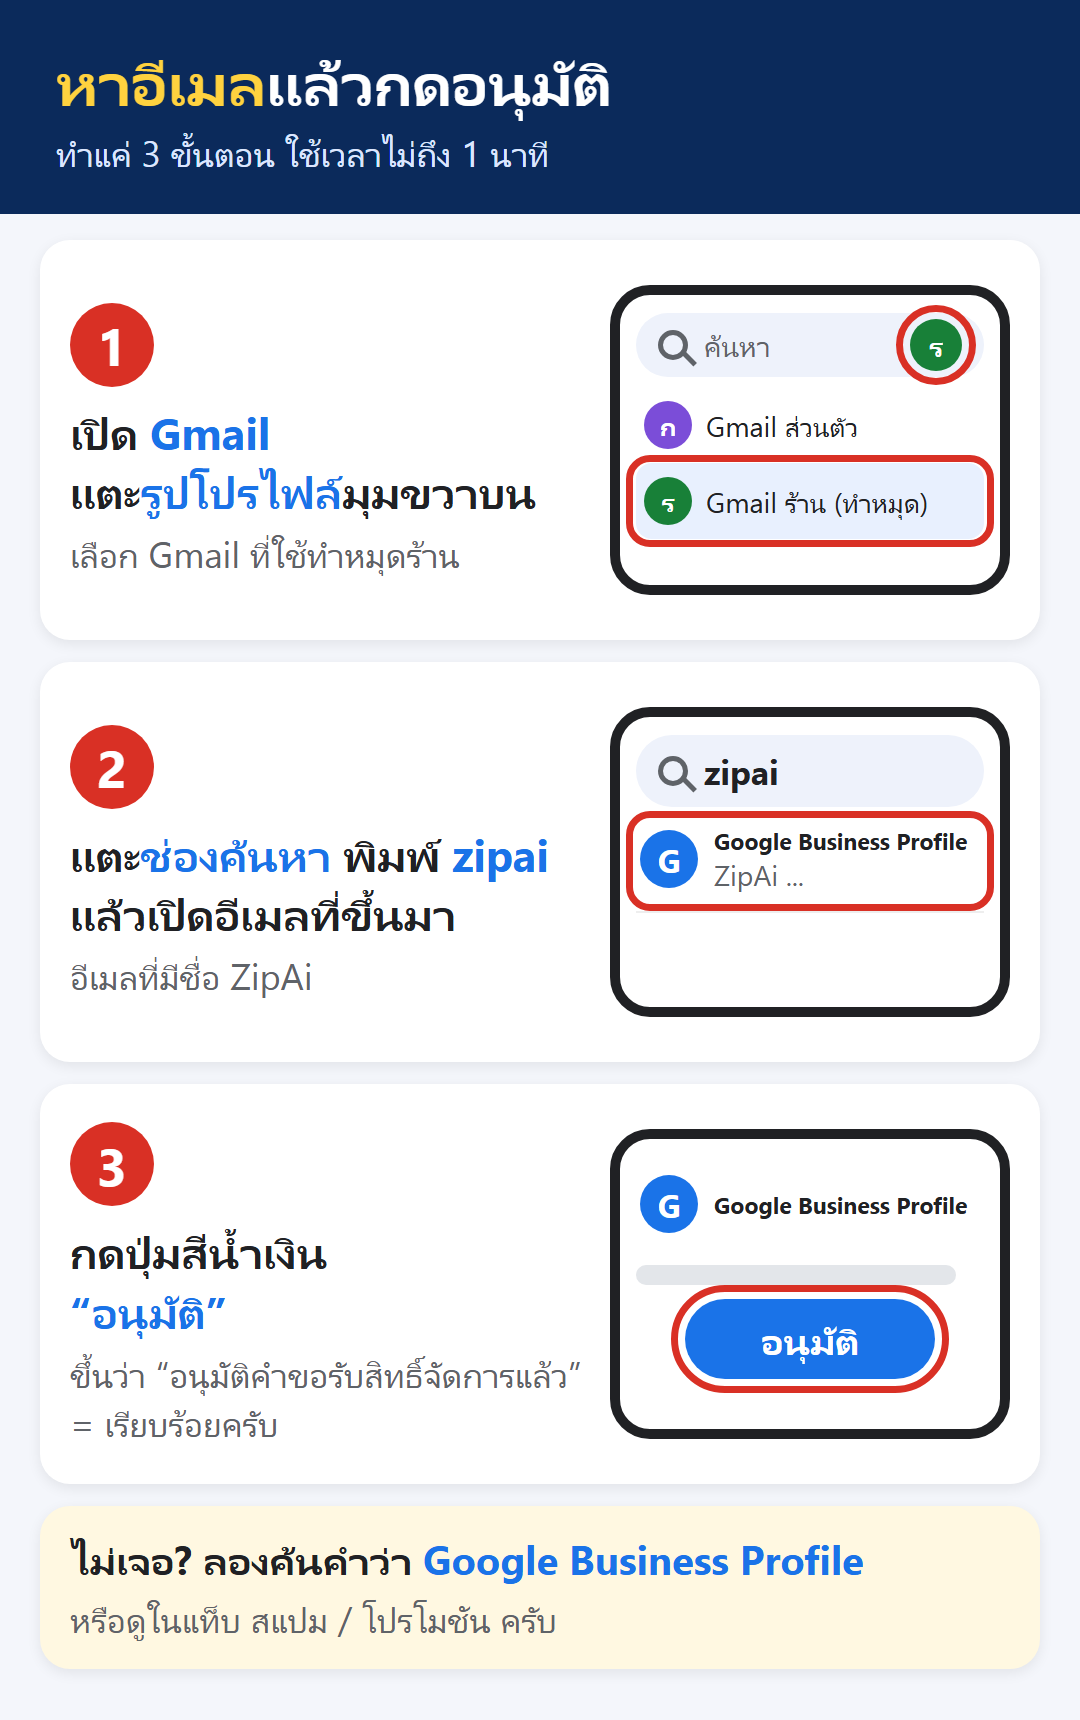 หาอีเมลแล้วกดอนุมัติ
ทำแค่ 3 ขั้นตอน ใช้เวลาไม่ถึง 1 นาที
1
เปิด Gmail
แตะรูปโปรไฟล์มุมขวาบน
เลือก Gmail ที่ใช้ทำหมุดร้าน
ค้นหา
ร
ก
Gmail ส่วนตัว
ร
Gmail ร้าน (ทำหมุด)
2
แตะช่องค้นหา พิมพ์ zipai
แล้วเปิดอีเมลที่ขึ้นมา
อีเมลที่มีชื่อ ZipAi
zipai
G
Google Business Profile
ZipAi ...
3
กดปุ่มสีน้ำเงิน
“อนุมัติ”
ขึ้นว่า “อนุมัติคำขอรับสิทธิ์จัดการแล้ว”
= เรียบร้อยครับ
G
Google Business Profile
อนุมัติ
ไม่เจอ? ลองค้นคำว่า Google Business Profile
หรือดูในแท็บ สแปม / โปรโมชัน ครับ